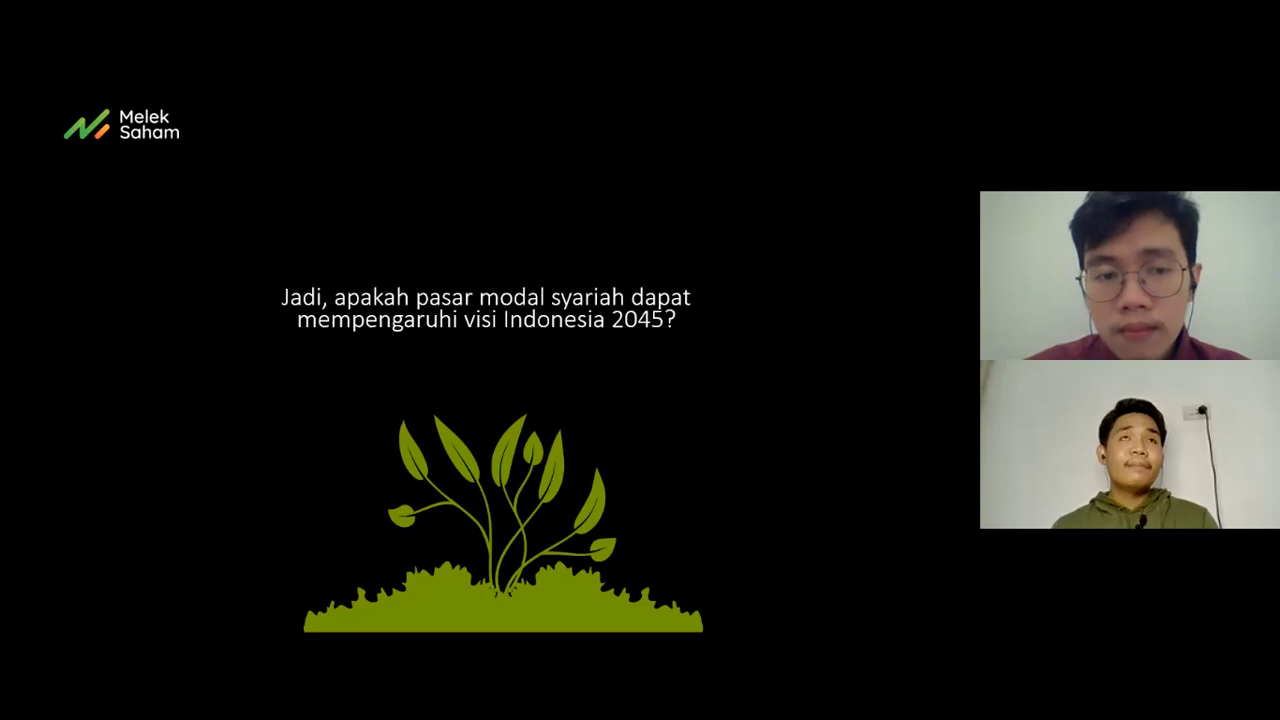 Melek
Saham
Jadi, apakah pasar modal syariah dapat
mempengaruhi visi Indonesia 2045?